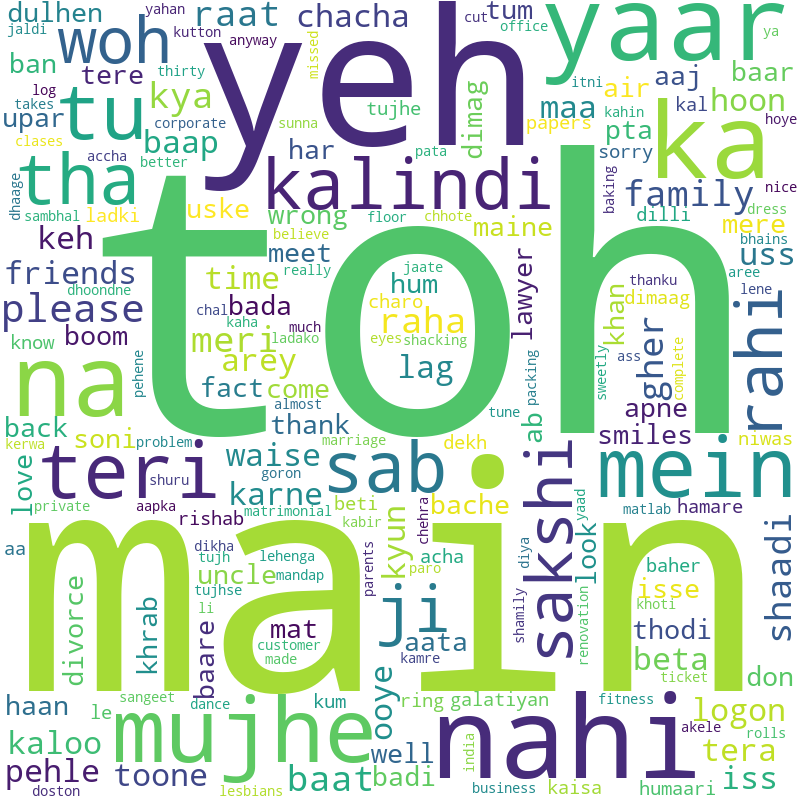 dulhen yahan raat chacha cut tum yaar ya
jaldi kutton anyway missed office
ban woh yeh thirty itni air aaj baar
log tere kya tujhe dimag maa kahin kal hoon
upar tu takes corporate sunna papers pta ka hoye
clases baap har pata sorry
dhaage accha better kalindi baking family nice
tha sambhal ladki uske wrong floor chhote maine dilli mere dress
keh believe meet really toh lawyer uss bhains
friends dhoondne time hum jaate thanku aree
please chal bada charo khan dimaag lene
boom kaha much raha gher rahi
know meri ladako eyes shacking packing sweetly ass complete
na pehene arey lag
fact come tune apne
back soni almost thank ab smiles
kerwa problem marriage dekh niwas
love teri shuru goron waise sab sakshi look mein
private aapka karne beti bache yaad matlab hamare
rishab matrimonial kabir kyun chehra
aa dikha lehenga acha diya baher shaadi
divorce khrab tujh mandap parents paro shamily isse
uncle tujhse li khoti
baare main mat ji aata renovation thodi
customer made kamre beta
ticket don
haan sangeet dance kum ooye ring galatiyan fitness logon akele
le mujhe rolls
kaloo well nahi tera
pehle toone baat badi india kaisa iss
doston lesbians business humaari